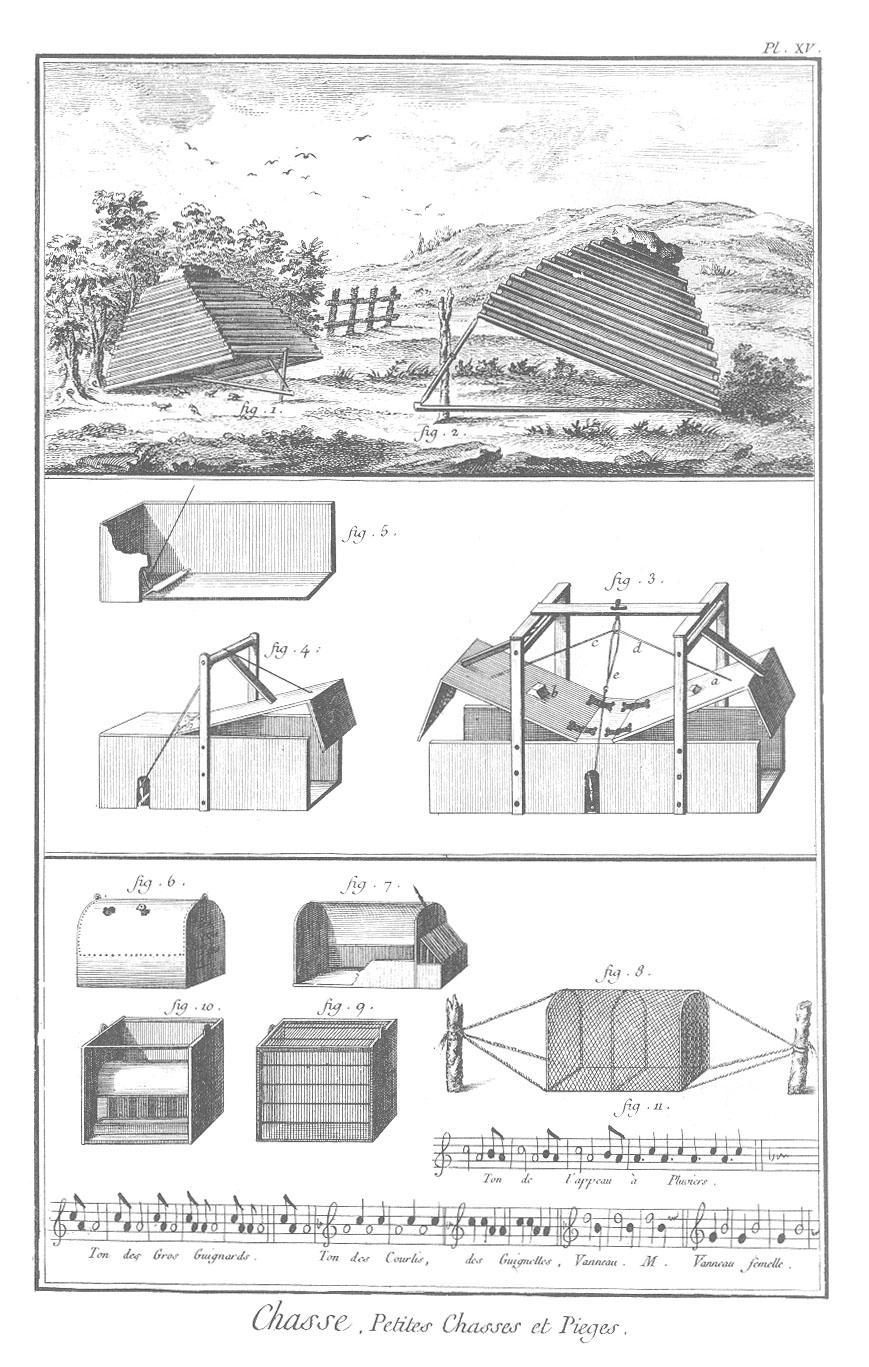 Pl. XV.
fig. 1.
fig. 2.
fig. 5.
fig. 3.
fig. 4.
c d
e
b a
fig. 6. fig. 7.
fig. 8.
fig. 10. fig. 9.
fig. 11.
Ton de l'appeau à Pluviers.
Ton des Gros Guignards. Ton des Courlis, des Guignettes, Vanneau. M. Vanneau femelle.
Chasse, Petites Chasses et Pieges.